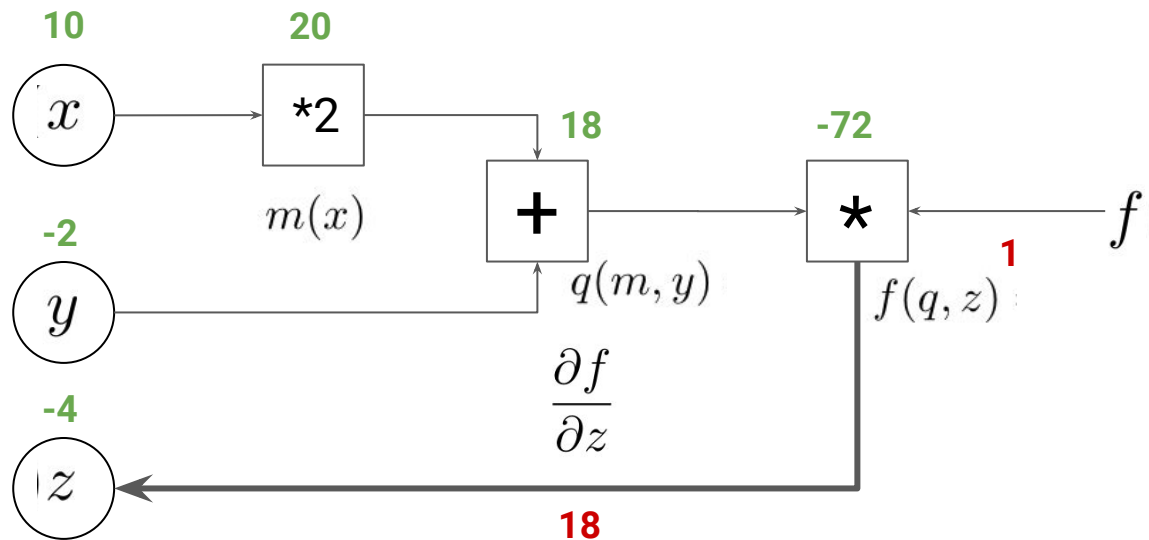 10
20
x
*2
18
-72
m(x)
+
*
f
-2
1
y
q(m, y)
f(q, z)
∂f
∂z
-4
z
18